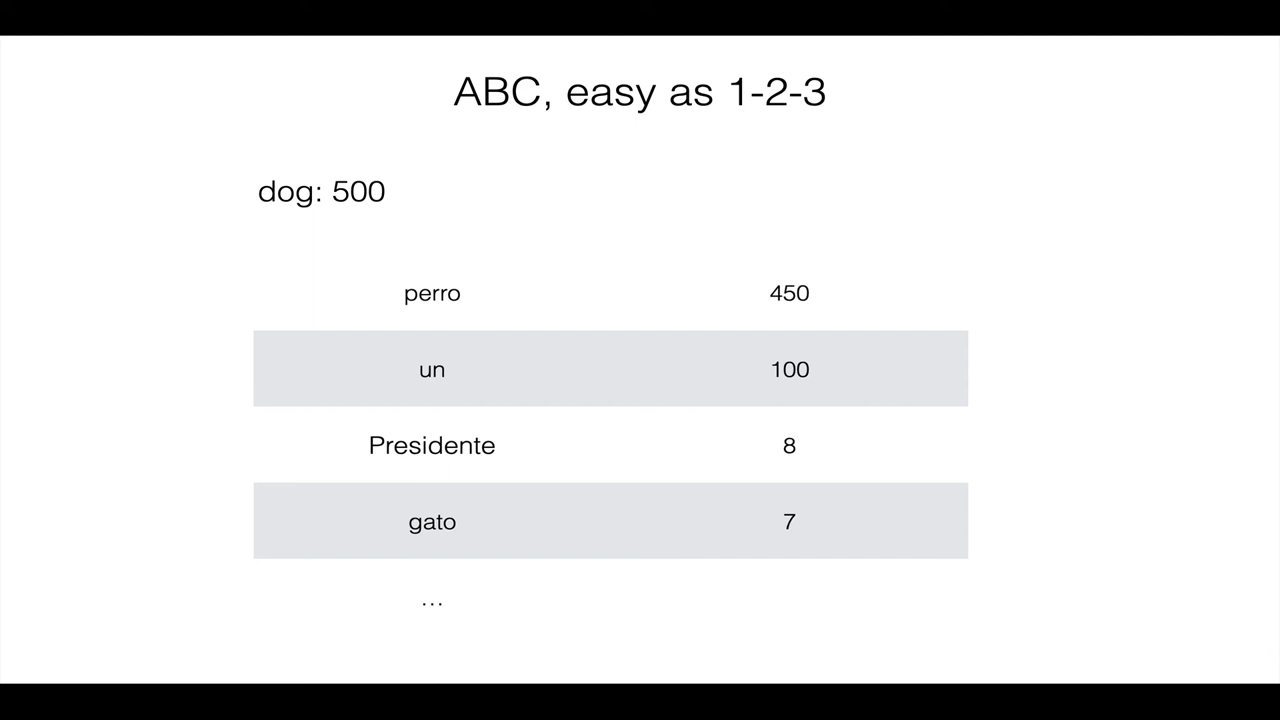 ABC, easy as 1-2-3
dog: 500
perro 450
un 100
Presidente 8
gato 7
…